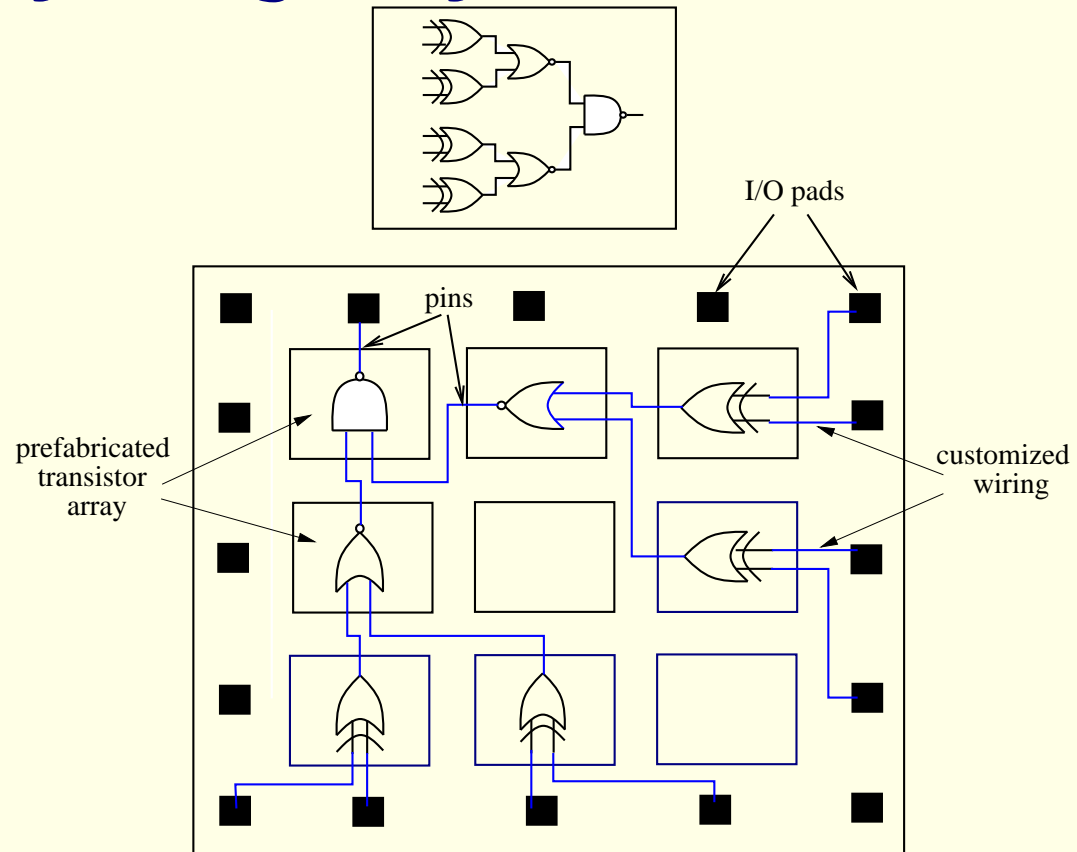 I/O pads
pins
prefabricated
transistor
array
customized
wiring